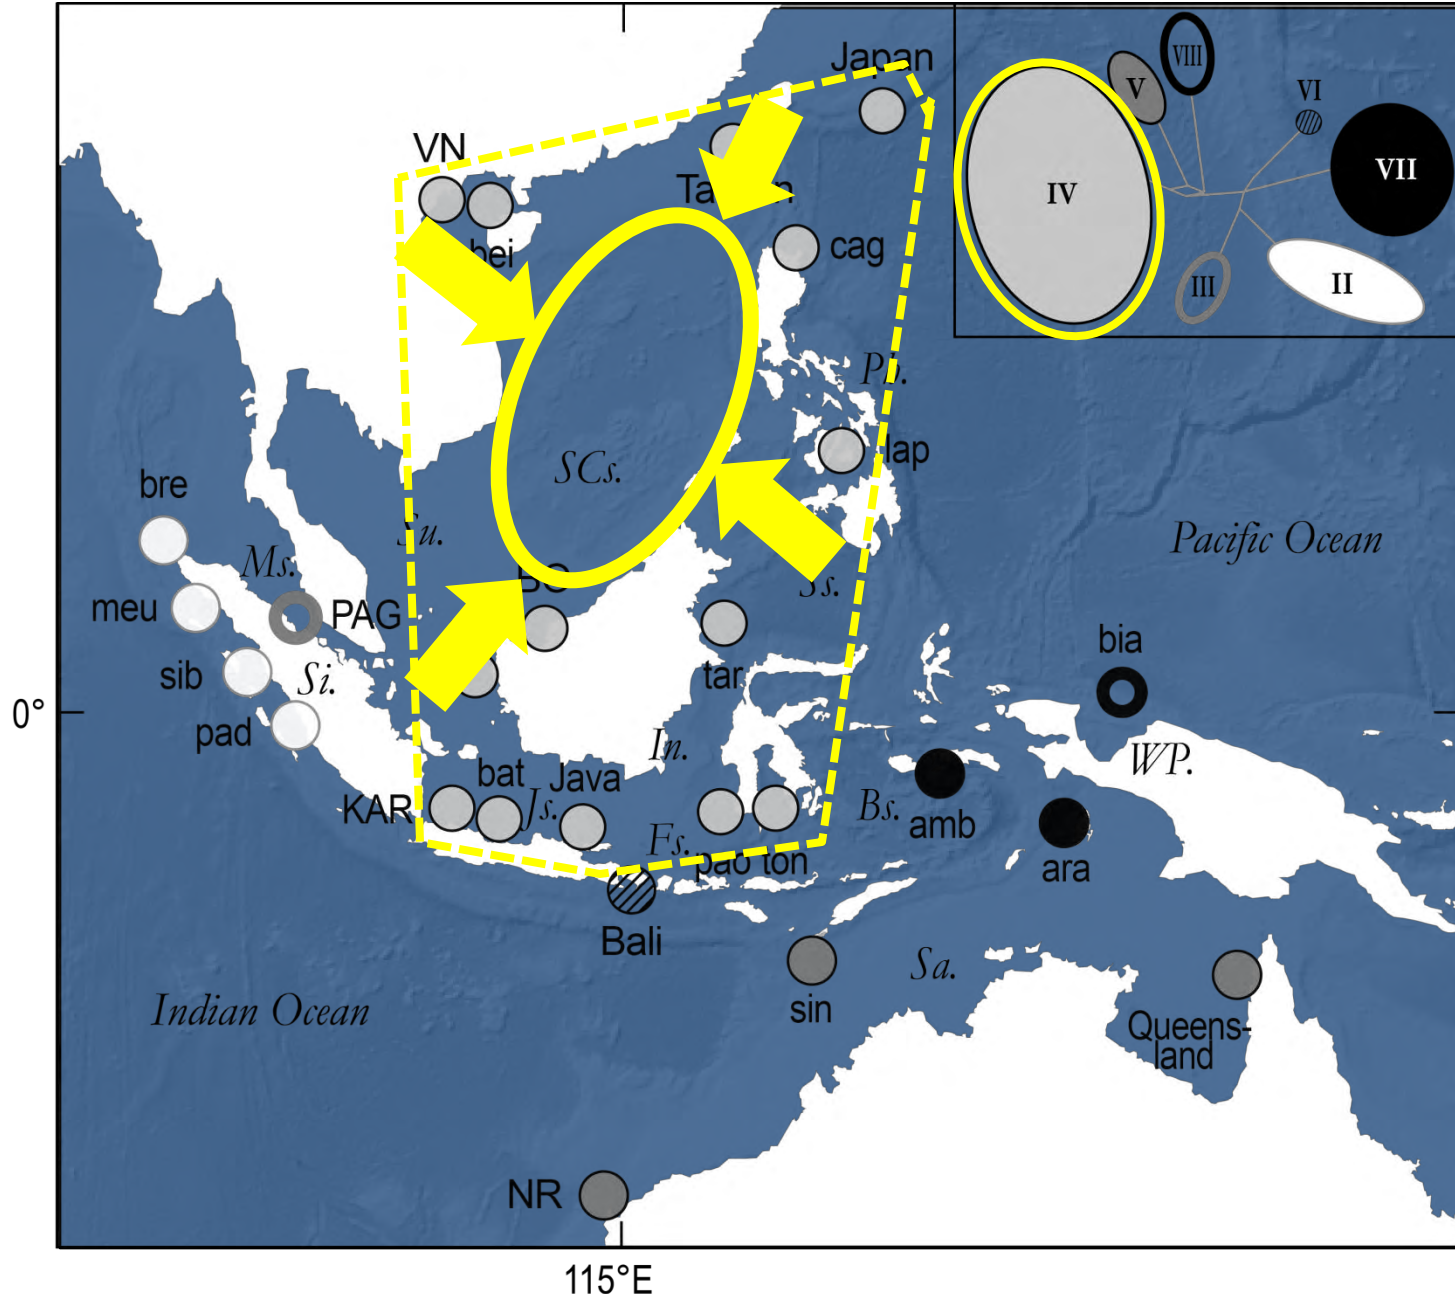 Japan
VIII
V
VI
VN
IV
VII
cag
bei
III
II
Pb.
lap
SCs.
bre
Su.
Pacific Ocean
Ms.
Ss.
meu
PAG
bia
sib
Si.
tar
0°
pad
In.
WP.
bat
Java
KAR
Js.
Bs.
amb
Fs.
pao ton
ara
Bali
Sa.
Indian Ocean
sin
Queens-
land
NR
115°E